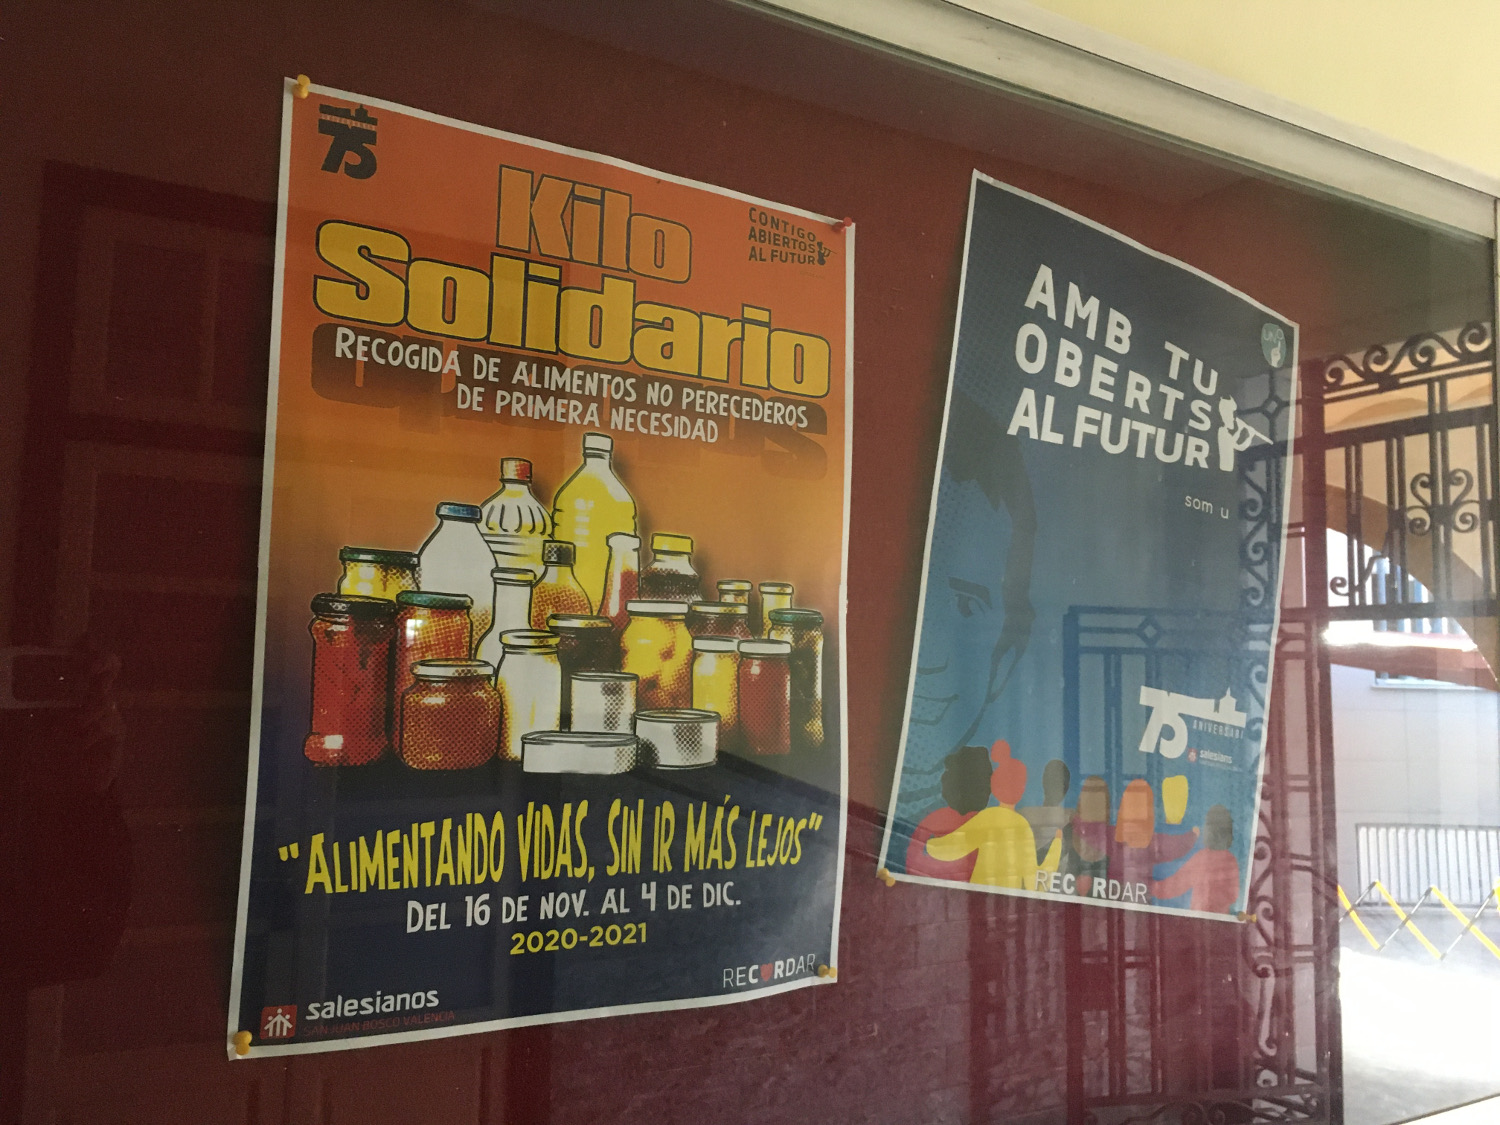 75
Kilo
Solidario
CONTIGO
ABIERTOS
AL FUTUR
RECOGIDA DE ALIMENTOS NO PERECEDEROS
DE PRIMERA NECESIDAD
"ALIMENTANDO VIDAS, SIN IR MÁS LEJOS"
DEL 16 DE NOV. AL 4 DE DIC.
2020-2021
RECORDAR
salesianos
SAN JUAN BOSCO VALENCIA
AMB TU
OBERTS
AL FUTUR
som u
75
ANIVERSARI
salesianos
RECORDAR